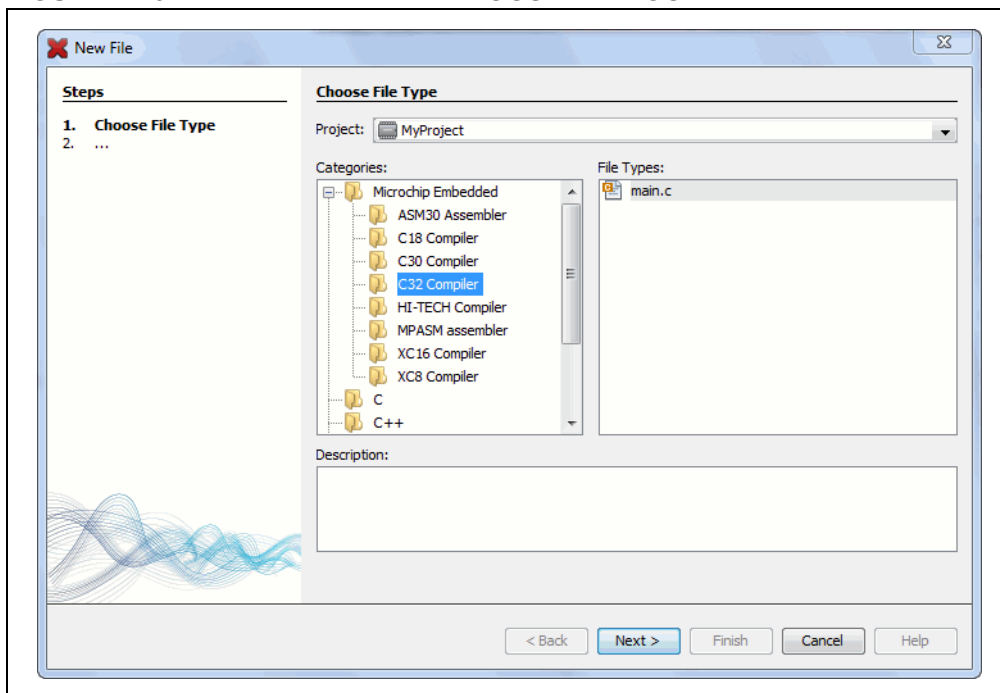 New File
Steps
1. Choose File Type
2. ...
Choose File Type
Project: MyProject
Categories:
Microchip Embedded
ASM30 Assembler
C18 Compiler
C30 Compiler
C32 Compiler
HI-TECH Compiler
MPASM assembler
XC16 Compiler
XC8 Compiler
C
C++
File Types:
main.c
Description:
< Back Next > Finish Cancel Help